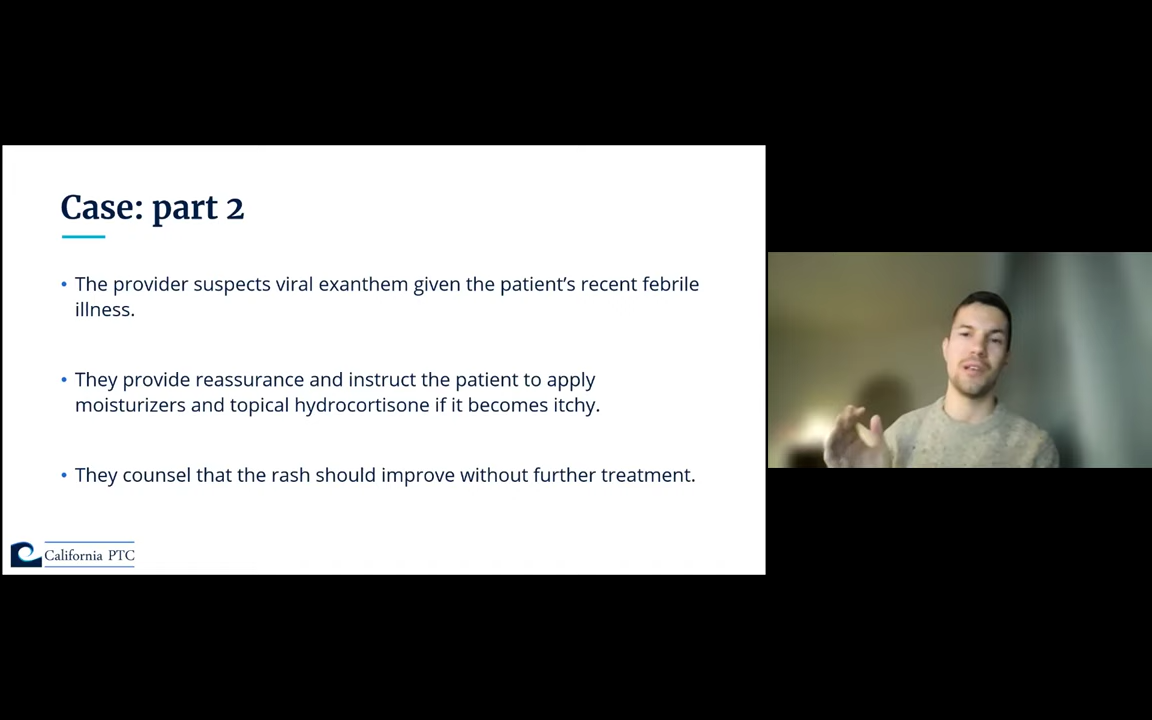 Case: part 2
• The provider suspects viral exanthem given the patient’s recent febrile
illness.
• They provide reassurance and instruct the patient to apply
moisturizers and topical hydrocortisone if it becomes itchy.
• They counsel that the rash should improve without further treatment.
California PTC